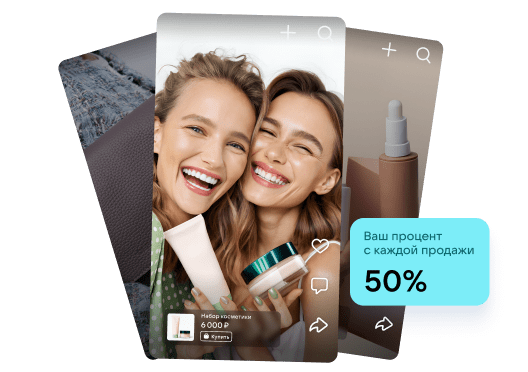 Ваш процент
с каждой продажи
50%
Набор косметики
6 000 ₽
Купить